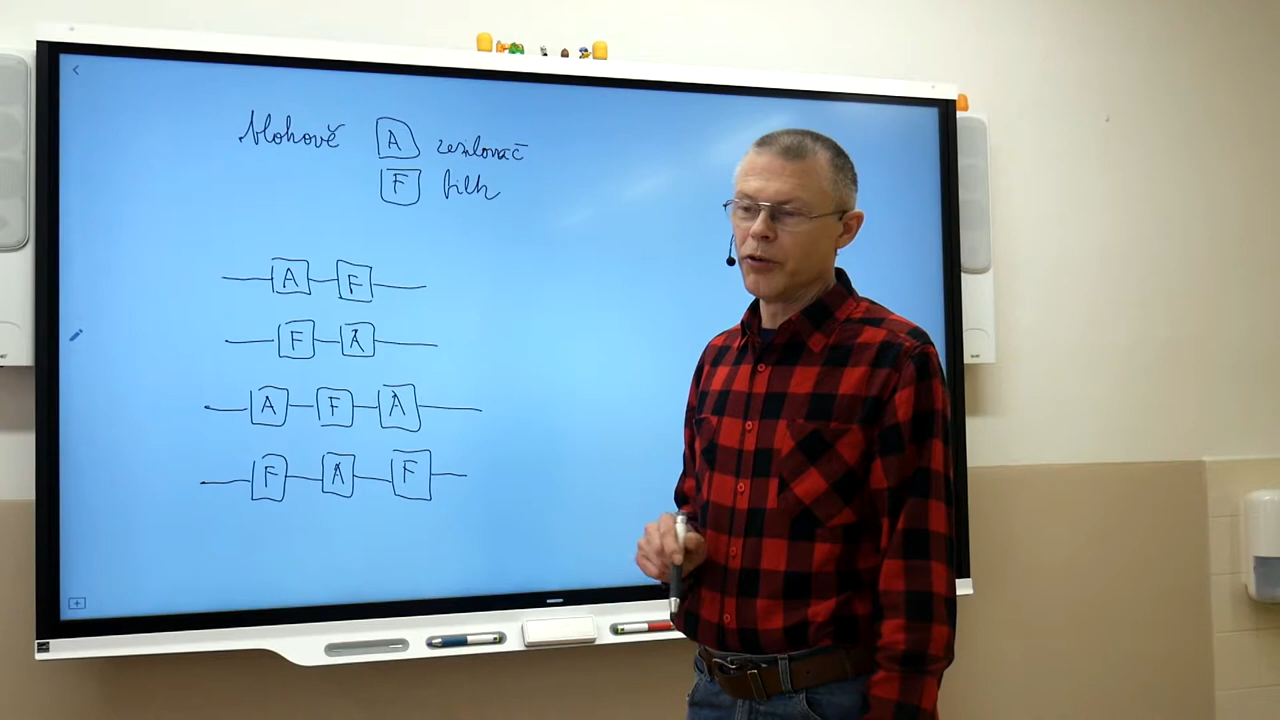 blokově A zesilovač
F filtr
A F
F A
A F A
F A F